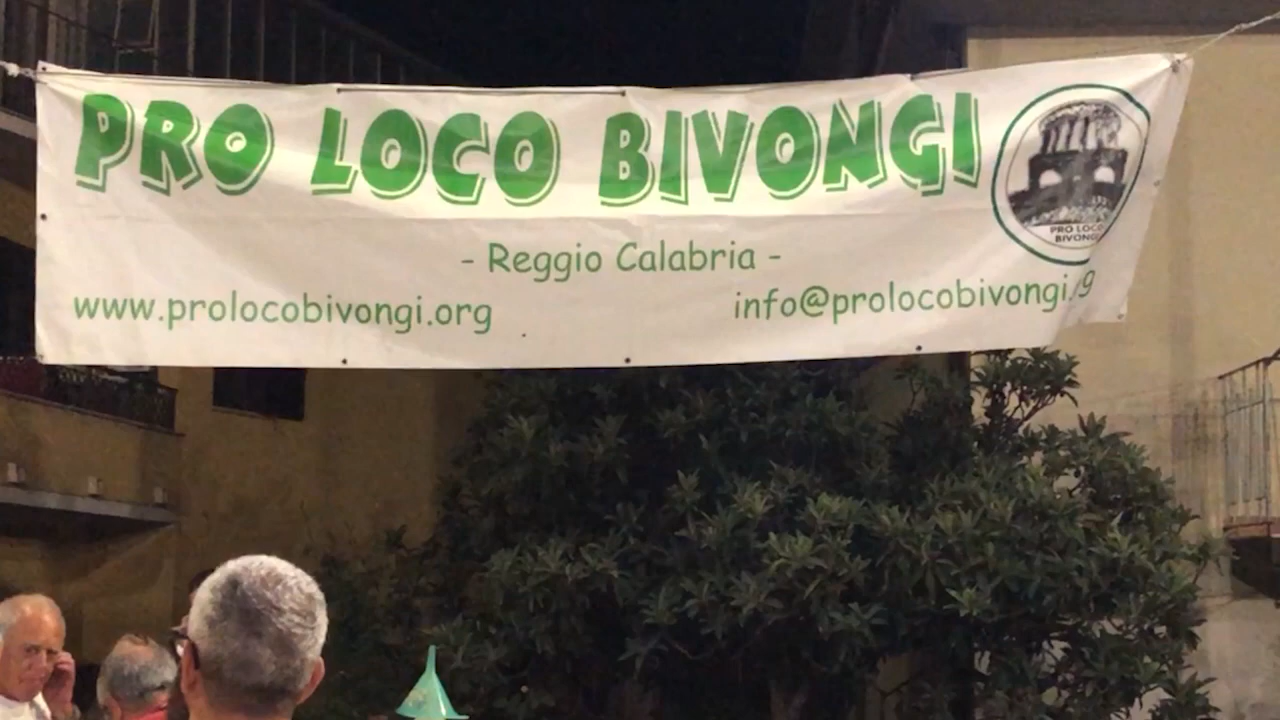 PRO LOCO BIVONGI
- Reggio Calabria -
www.prolocobivongi.org
info@prolocobivongi.
PRO LOCO
BIVONGI